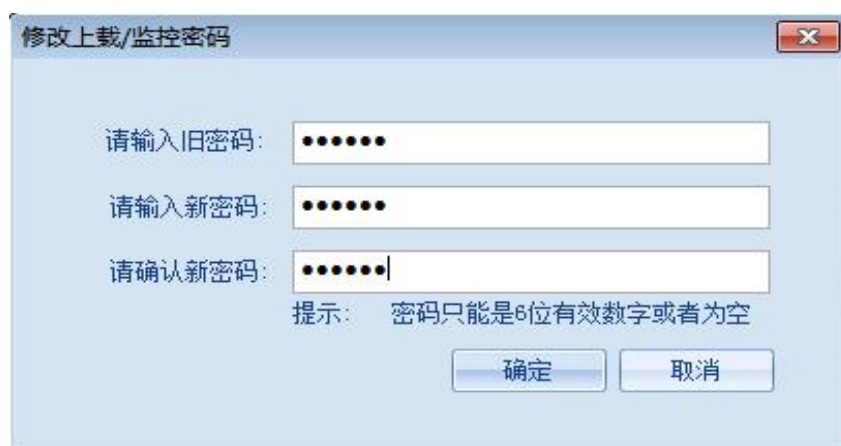 修改上载/监控密码
请输入旧密码: ●●●●●●
请输入新密码: ●●●●●●
请确认新密码: ●●●●●●
提示: 密码只能是6位有效数字或者为空
确定 取消